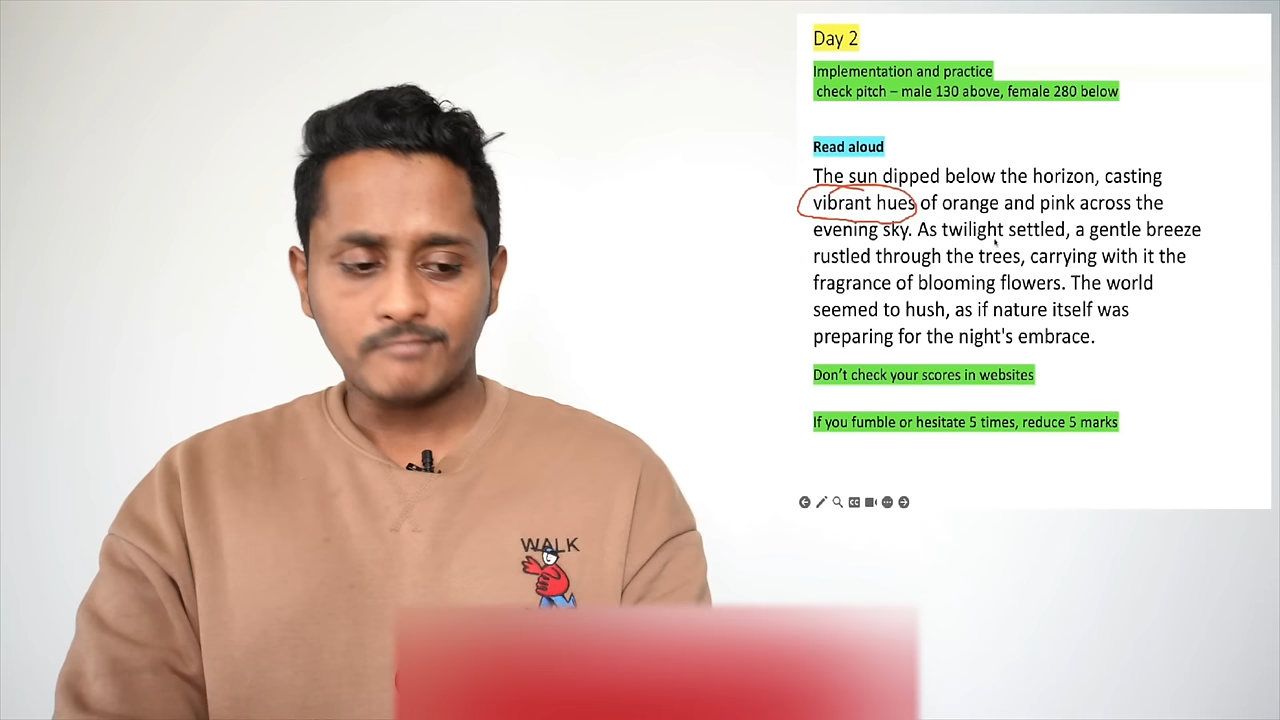 Day 2
Implementation and practice
check pitch – male 130 above, female 280 below
Read aloud
The sun dipped below the horizon, casting
vibrant hues of orange and pink across the
evening sky. As twilight settled, a gentle breeze
rustled through the trees, carrying with it the
fragrance of blooming flowers. The world
seemed to hush, as if nature itself was
preparing for the night's embrace.
Don’t check your scores in websites
If you fumble or hesitate 5 times, reduce 5 marks
CC
WALK